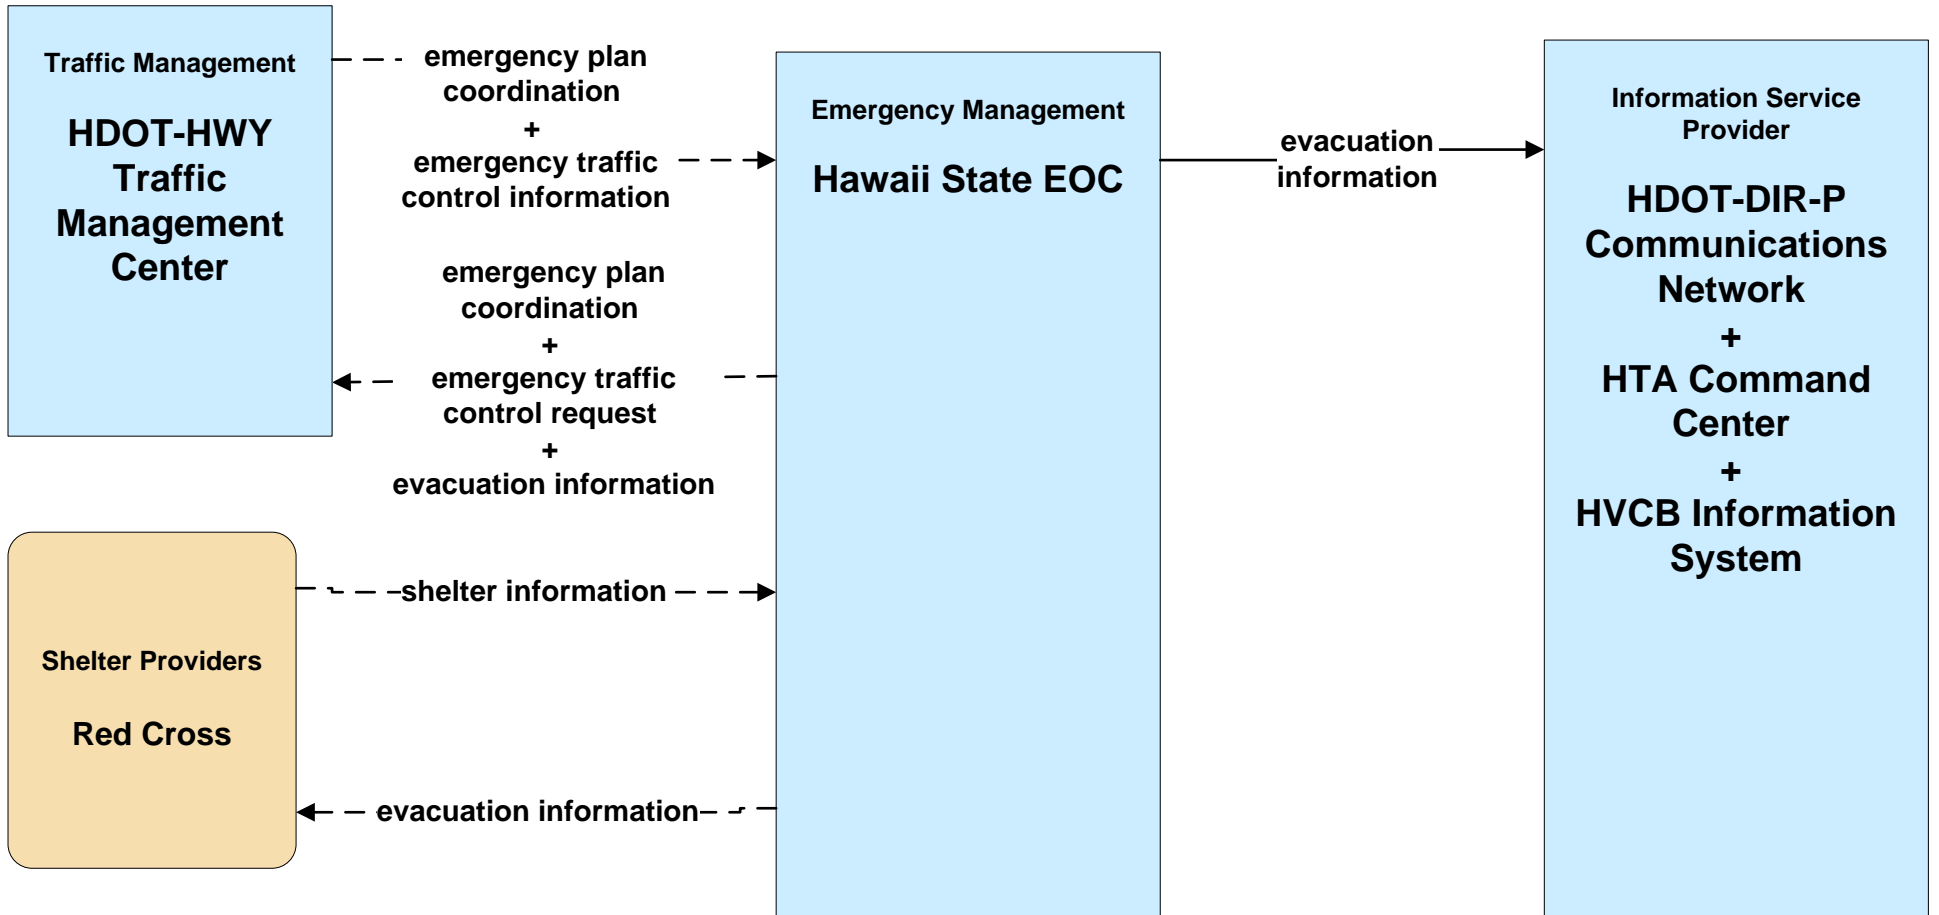 Traffic Management
HDOT-HWY
Traffic
Management
Center
emergency plan
coordination
+
emergency traffic
control information
emergency plan
coordination
+
emergency traffic
control request
+
evacuation information
Shelter Providers
Red Cross
shelter information
evacuation information
Emergency Management
Hawaii State EOC
evacuation
information
Information Service
Provider
HDOT-DIR-P
Communications
Network
+
HTA Command
Center
+
HVCB Information
System